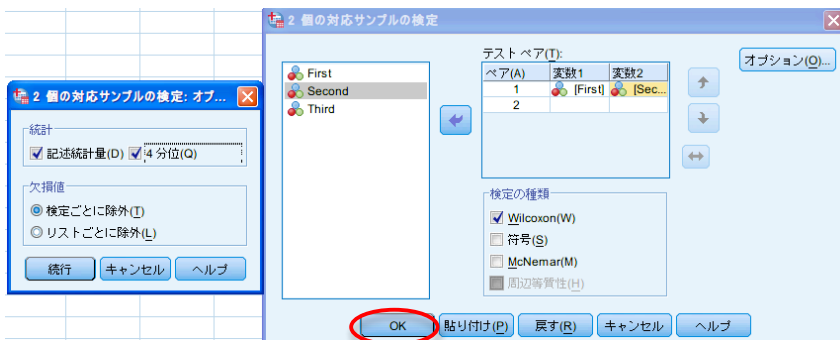 2 個の対応サンプルの検定: オプ...
統計
記述統計量(D) 4 分位(Q)
欠損値
検定ごとに除外(T)
リストごとに除外(L)
続行 キャンセル ヘルプ
2 個の対応サンプルの検定
First
Second
Third
テスト ペア(T):
ペア(A) 変数1 変数2
1 [First] [Sec...
2
オプション(O)...
検定の種類
Wilcoxon(W)
符号(S)
McNemar(M)
周辺等質性(H)
OK 貼り付け(P) 戻す(R) キャンセル ヘルプ